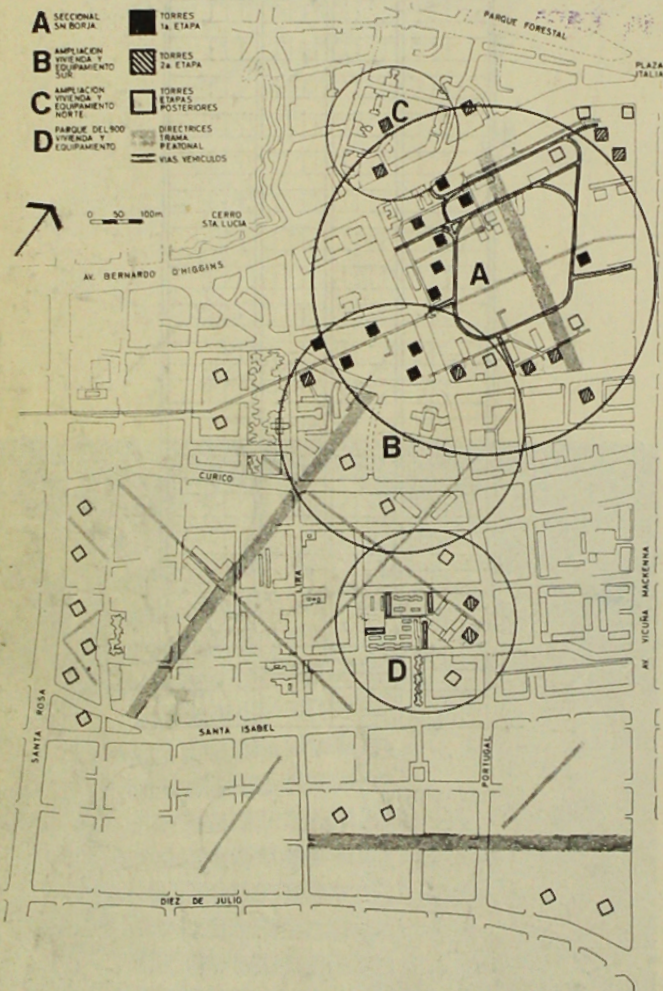 A SECCIONAL
SN BORJA
B AMPLIACION
VIVIENDA Y
EQUIPAMIENTO
SUR
C AMPLIACION
VIVIENDA Y
EQUIPAMIENTO
NORTE
D PARQUE DEL 900
VIVIENDA Y
EQUIPAMIENTO
TORRES
1a. ETAPA
TORRES
2a. ETAPA
TORRES
ETAPAS
POSTERIORES
DIRECTRICES
TRAMA
PEATONAL
VIAS. VEHICULOS
0 50 100m.
PARQUE FORESTAL
PLAZA
ITALIA
CERRO
STA. LUCIA
AV. BERNARDO O'HIGGINS
C
A
B
CURICO
LIRA
D
AV. VICUÑA MACKENNA
SANTA ROSA
SANTA ISABEL
PORTUGAL
DIEZ DE JULIO